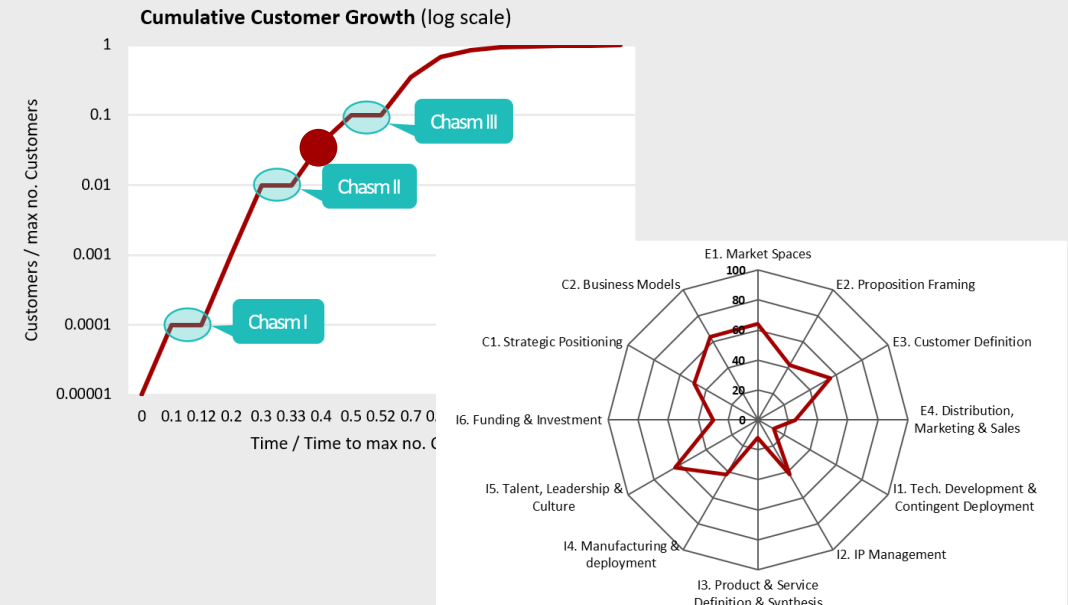 Cumulative Customer Growth (log scale)
Customers / max no. Customers
1
0.1
0.01
0.001
0.0001
0.00001
Chasm III
Chasm II
Chasm I
0 0.1 0.12 0.2 0.3 0.33 0.4 0.5 0.52 0.7 0.
Time / Time to max no. C
E1. Market Spaces
100
80
60
40
20
0
E2. Proposition Framing
E3. Customer Definition
E4. Distribution,
Marketing & Sales
I1. Tech. Development &
Contingent Deployment
I2. IP Management
I3. Product & Service
Definition & Synthesis
I4. Manufacturing &
deployment
I5. Talent, Leadership &
Culture
I6. Funding & Investment
C1. Strategic Positioning
C2. Business Models